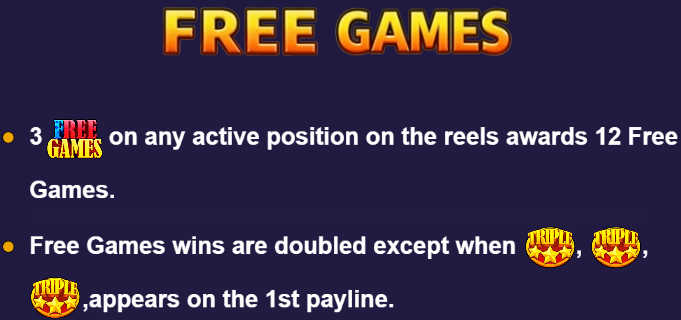 FREE GAMES
3 FREE GAMES on any active position on the reels awards 12 Free
Games.
Free Games wins are doubled except when TRIPLE, TRIPLE,
TRIPLE,appears on the 1st payline.